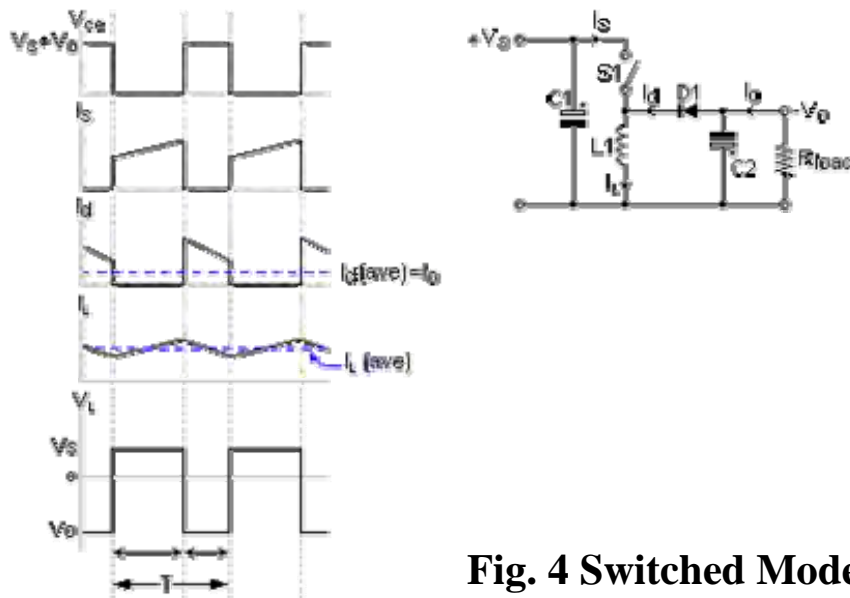 Vce
Vs+Vo
Is
Id
Id(ave)=Io
IL
IL (ave)
VL
Vs
o
Vo
T
+Vs
Is
S1
C1
L1
IL
Id
D1
Io
-Vo
C2
Rload
Fig. 4 Switched Mode